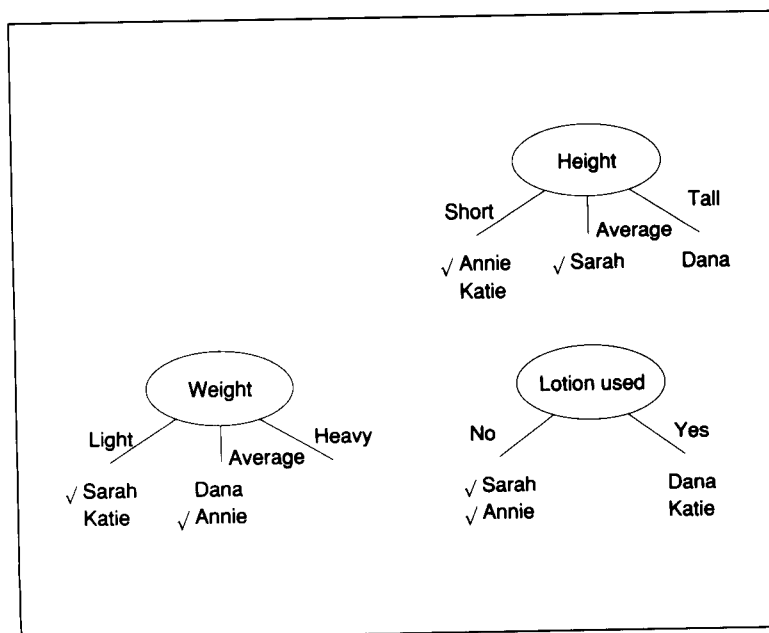 Height
Short
Tall
Average
√ Annie
Katie
√ Sarah
Dana
Weight
Light
Heavy
Average
√ Sarah
Katie
Dana
√ Annie
Lotion used
No
Yes
√ Sarah
√ Annie
Dana
Katie